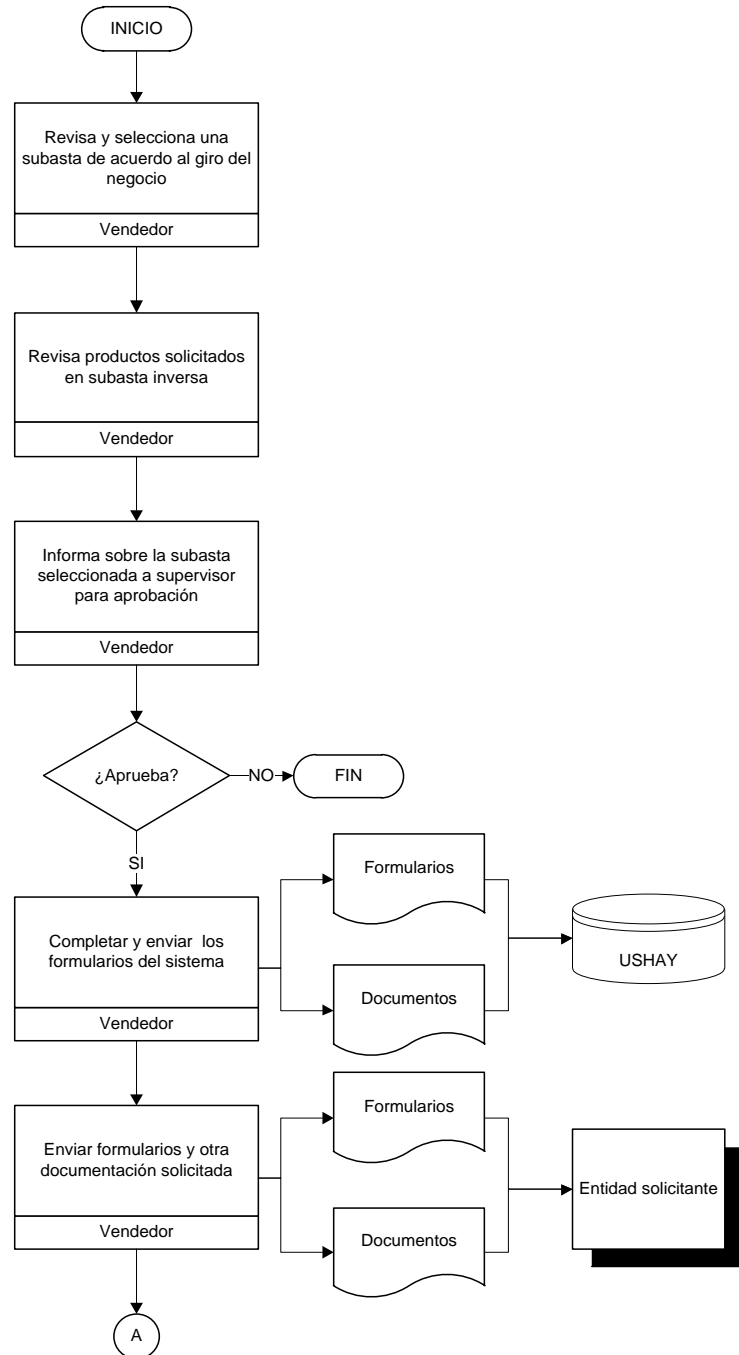 INICIO
Revisa y selecciona una
subasta de acuerdo al giro del
negocio
Vendedor
Revisa productos solicitados
en subasta inversa
Vendedor
Informa sobre la subasta
seleccionada a supervisor
para aprobación
Vendedor
¿Aprueba?
NO
FIN
SI
Completar y enviar los
formularios del sistema
Vendedor
Formularios
Documentos
USHAY
Enviar formularios y otra
documentación solicitada
Vendedor
Formularios
Documentos
Entidad solicitante
A